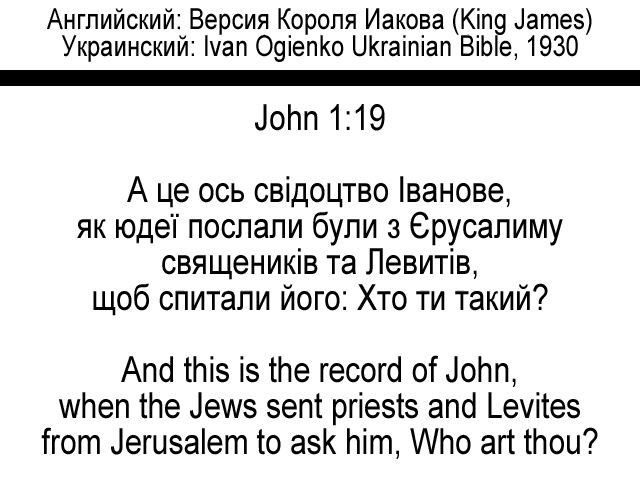 Английский: Версия Короля Иакова (King James)
Украинский: Ivan Ogienko Ukrainian Bible, 1930
John 1:19
А це ось свідоцтво Іванове,
як юдеї послали були з Єрусалиму
священиків та Левитів,
щоб спитали його: Хто ти такий?
And this is the record of John,
when the Jews sent priests and Levites
from Jerusalem to ask him, Who art thou?